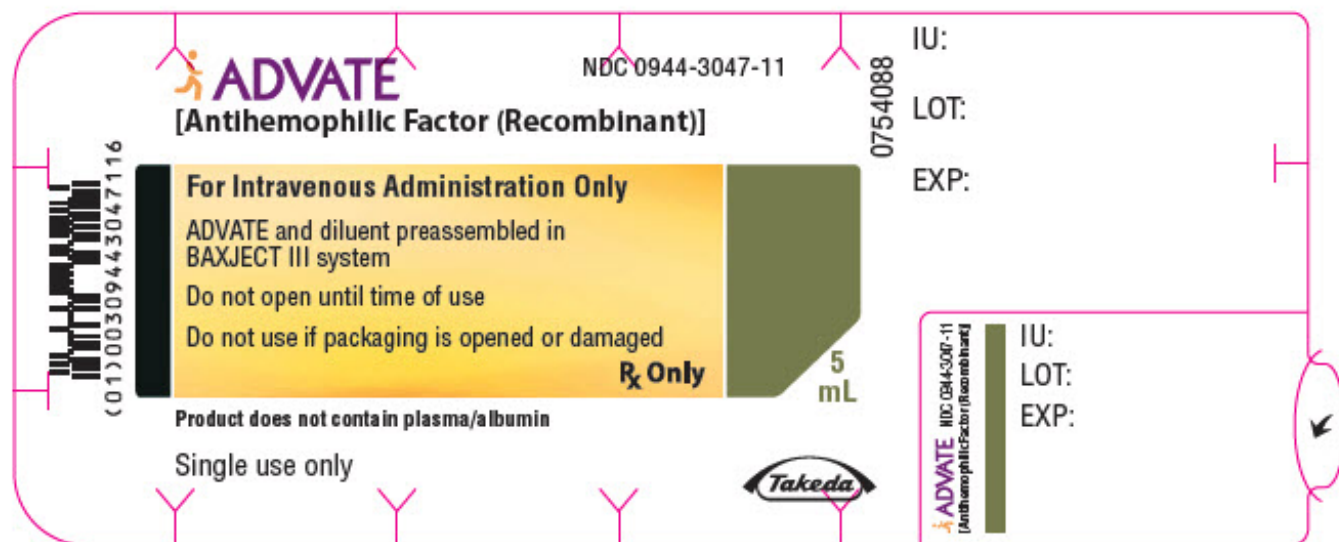 ADVATE
NDC 0944-3047-11
[Antihemophilic Factor (Recombinant)]
For Intravenous Administration Only
ADVATE and diluent preassembled in
BAXJECT III system
Do not open until time of use
Do not use if packaging is opened or damaged
Rx Only
5
mL
Product does not contain plasma/albumin
Single use only
Takeda
(01)00309443047116
0754088
IU:
LOT:
EXP:
ADVATE NDC 0944-3047-11
[Antihemophilic Factor (Recombinant)]
IU:
LOT:
EXP: